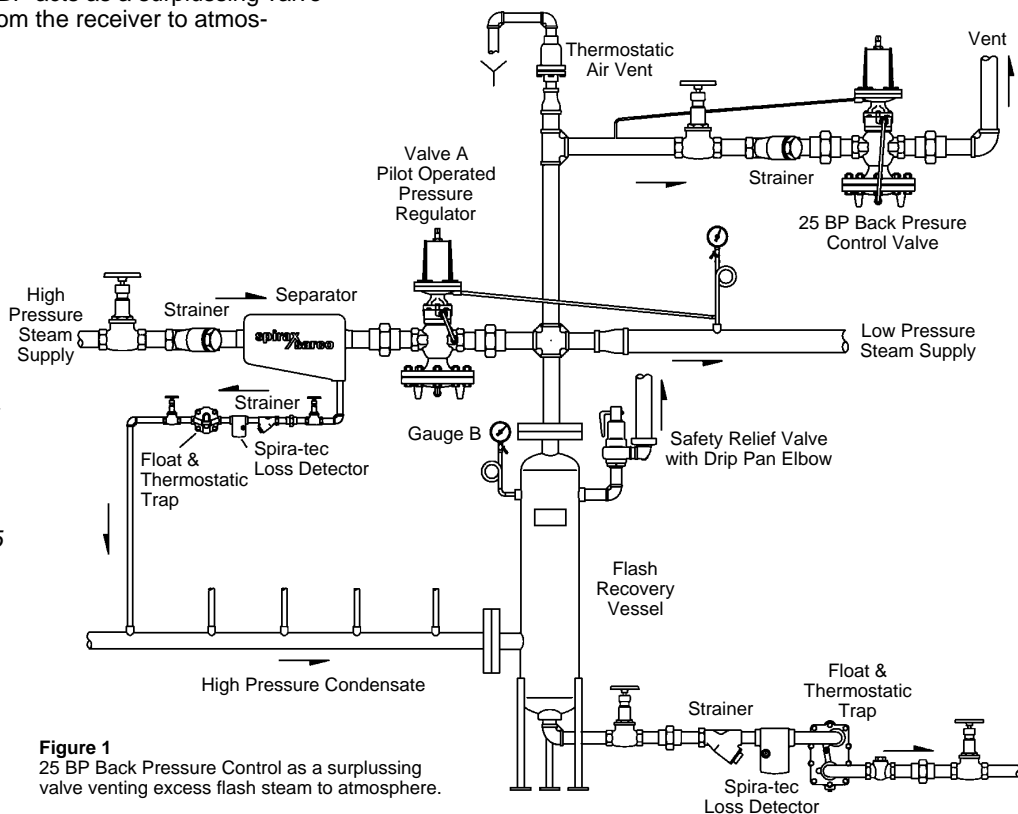 BP acts as a surplussing valve
om the receiver to atmos-
Thermostatic
Air Vent
Vent
Valve A
Pilot Operated
Pressure
Regulator
Strainer
25 BP Back Presure
Control Valve
High
Pressure
Steam
Supply
Strainer
Separator
spirax
sarco
Low Pressure
Steam Supply
Strainer
Gauge B
Safety Relief Valve
with Drip Pan Elbow
Float &
Thermostatic
Trap
Spira-tec
Loss Detector
5
Flash
Recovery
Vessel
High Pressure Condensate
Float &
Thermostatic
Trap
Strainer
Spira-tec
Loss Detector
Figure 1
25 BP Back Pressure Control as a surplussing
valve venting excess flash steam to atmosphere.